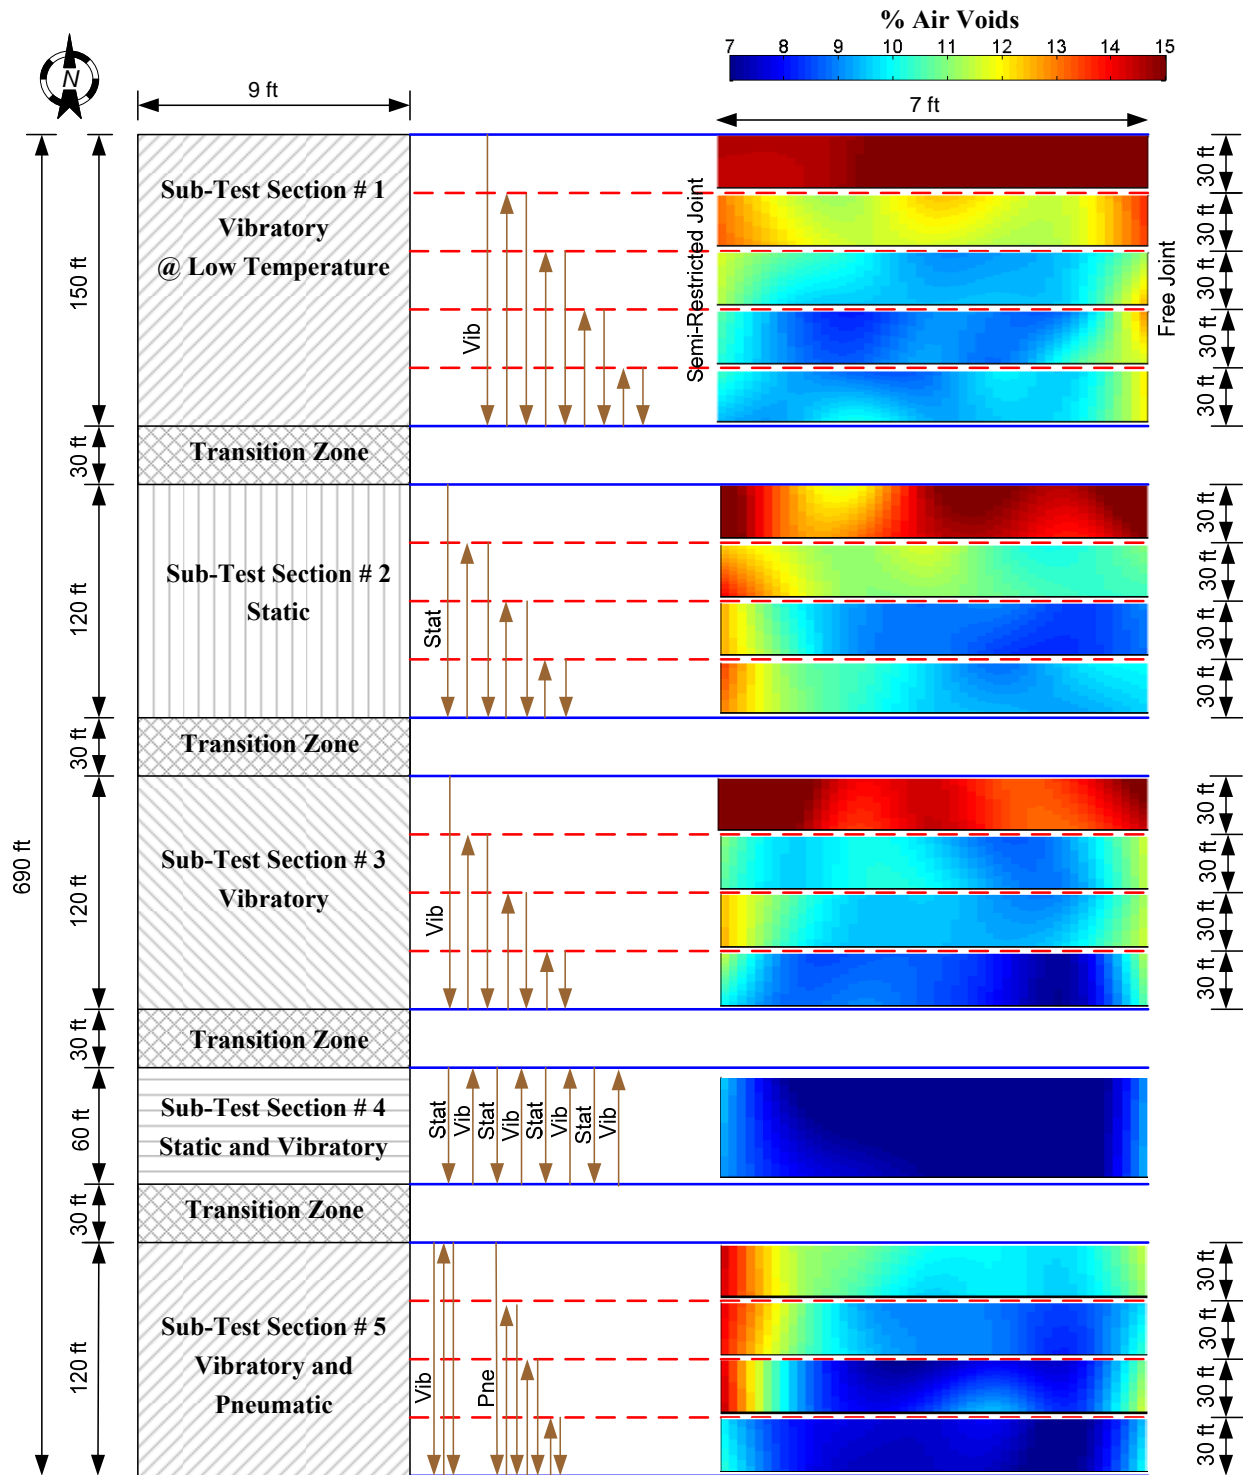 % Air Voids
7 8 9 10 11 12 13 14 15
N
9 ft
7 ft
690 ft
150 ft
Sub-Test Section # 1
Vibratory
@ Low Temperature
Vib
Semi-Restricted Joint
Free Joint
30 ft
30 ft
30 ft
30 ft
30 ft
30 ft
Transition Zone
120 ft
Sub-Test Section # 2
Static
Stat
30 ft
30 ft
30 ft
30 ft
30 ft
Transition Zone
120 ft
Sub-Test Section # 3
Vibratory
Vib
30 ft
30 ft
30 ft
30 ft
30 ft
Transition Zone
60 ft
Sub-Test Section # 4
Static and Vibratory
Stat
Vib
Stat
Vib
Stat
Vib
Stat
Vib
30 ft
Transition Zone
120 ft
Sub-Test Section # 5
Vibratory and
Pneumatic
Vib
Pne
30 ft
30 ft
30 ft
30 ft